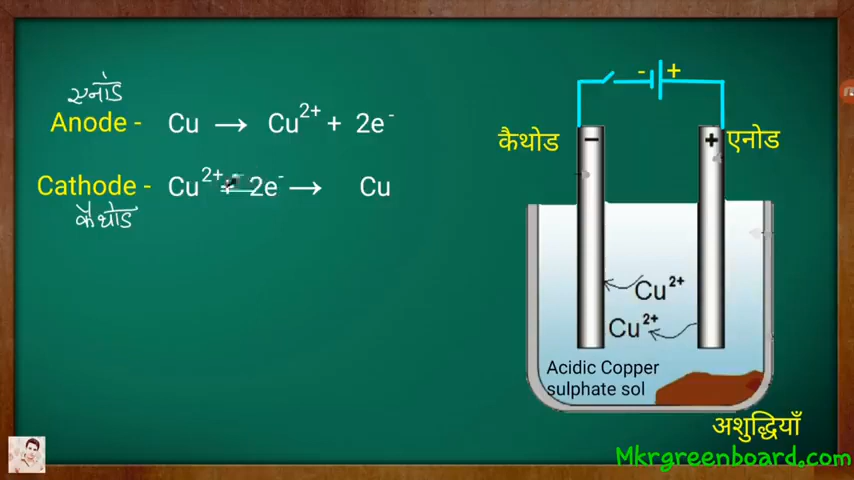 एनोड
Anode - Cu → Cu²⁺ + 2e⁻
Cathode - Cu²⁺ + 2e⁻ → Cu
कैथोड
- +
कैथोड - + एनोड
Cu²⁺
Cu²⁺
Acidic Copper
sulphate sol
अशुद्धियाँ
Mkrgreenboard.com